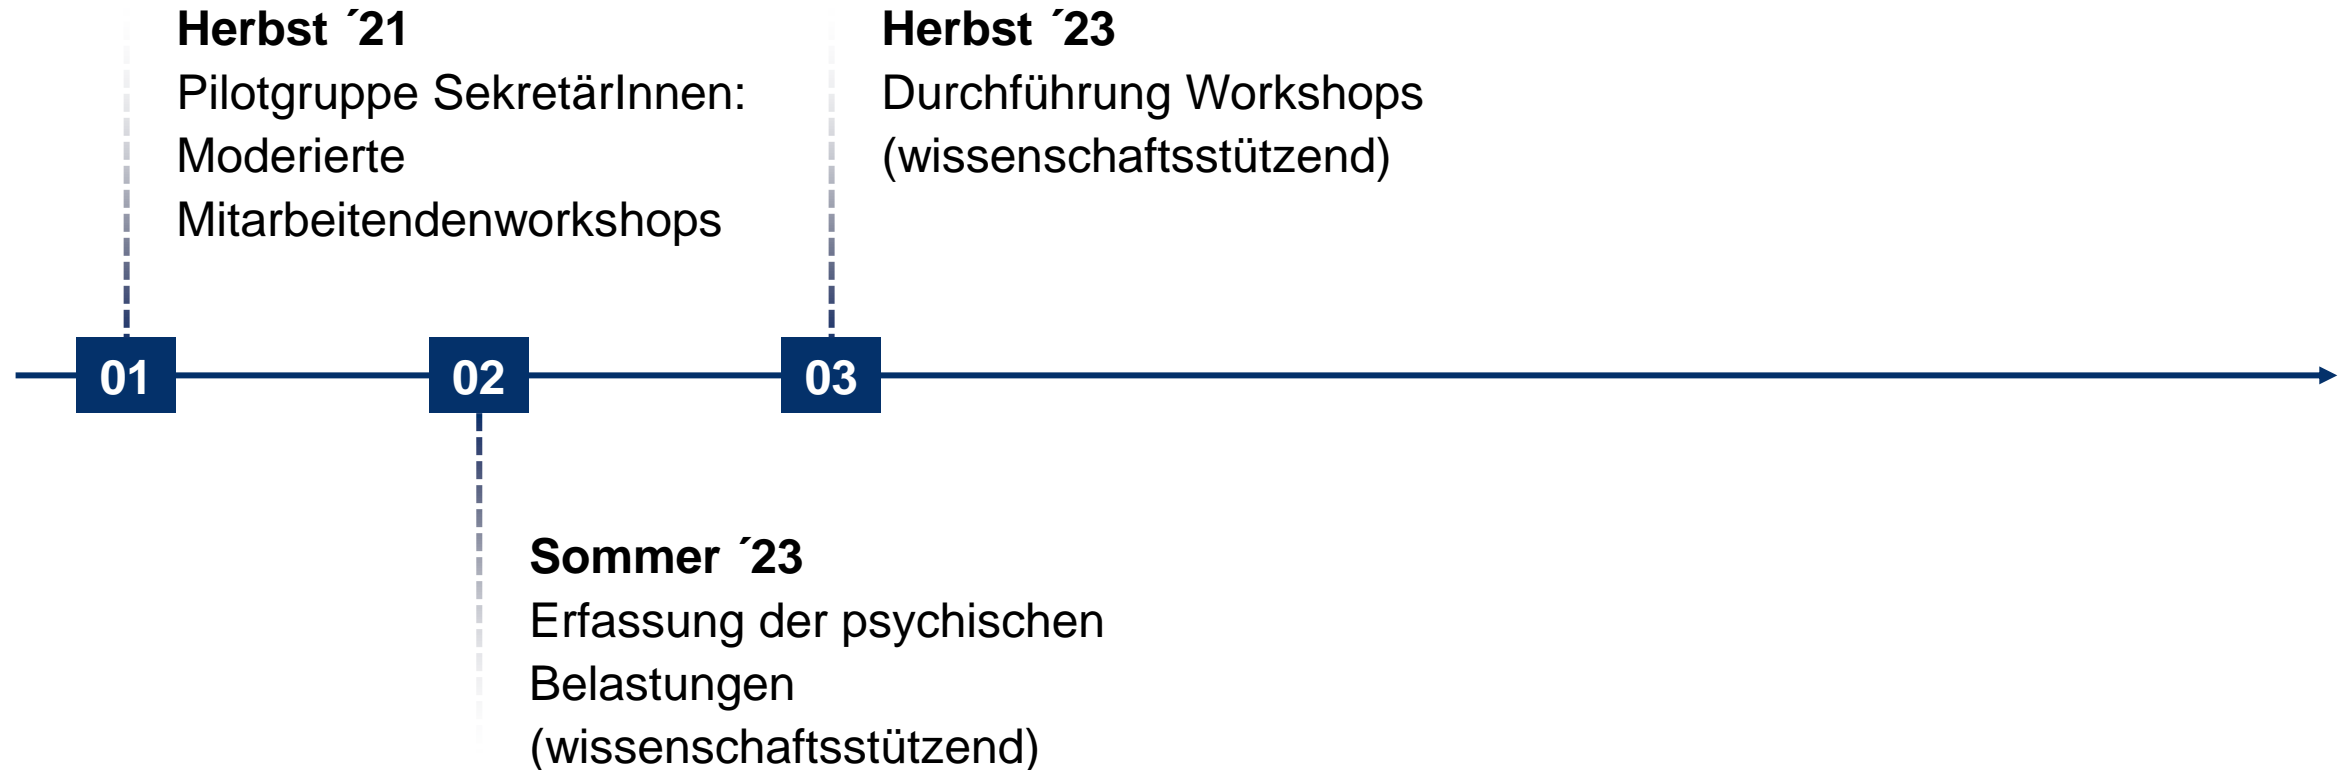 Herbst ´21
Pilotgruppe SekretärInnen:
Moderierte
Mitarbeitendenworkshops
Herbst ´23
Durchführung Workshops
(wissenschaftsstützend)
01
02
03
Sommer ´23
Erfassung der psychischen
Belastungen
(wissenschaftsstützend)